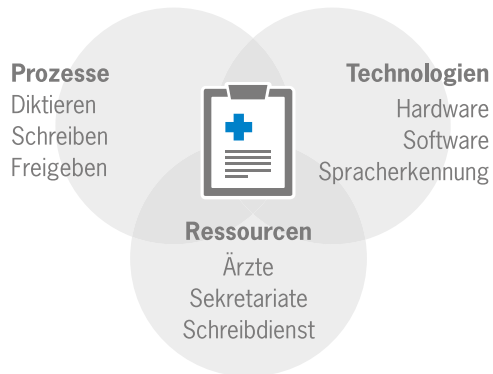 Prozesse
Diktieren
Schreiben
Freigeben
Technologien
Hardware
Software
Spracherkennung
Ressourcen
Ärzte
Sekretariate
Schreibdienst